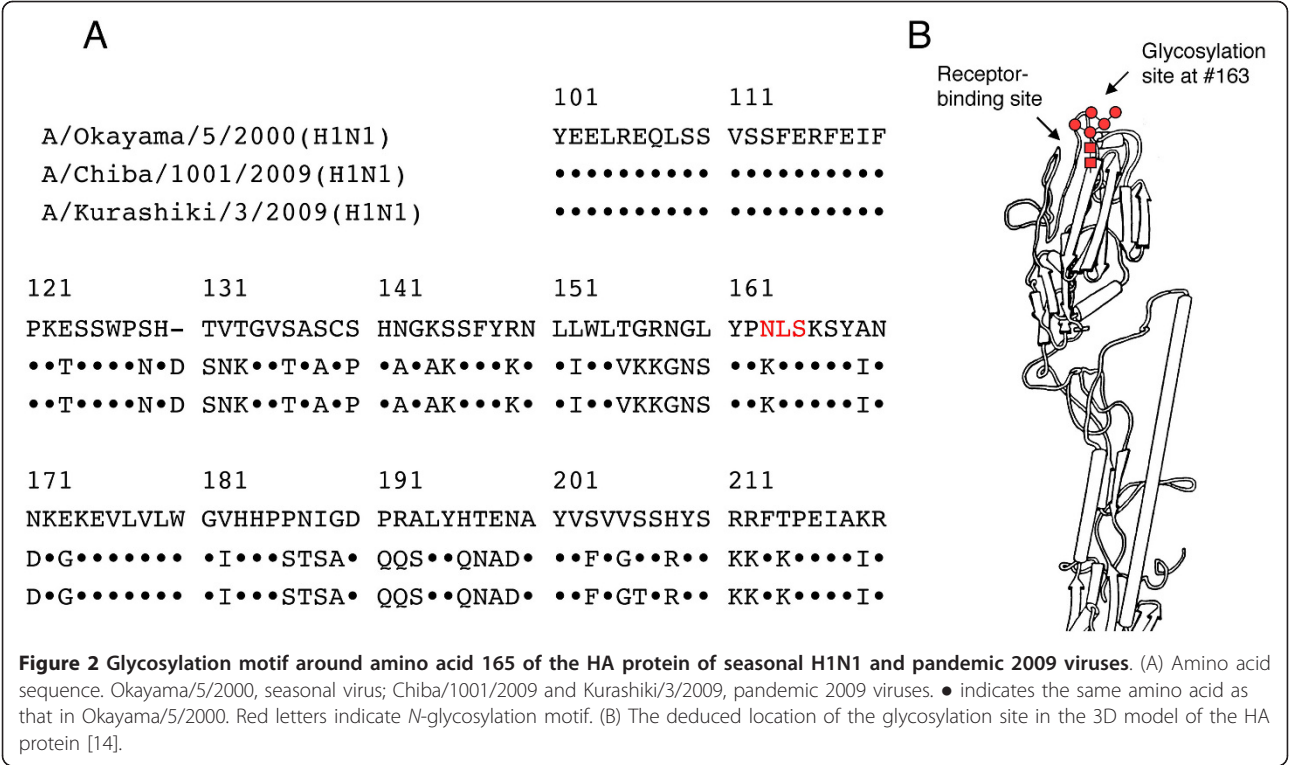 A
101 111
A/Okayama/5/2000(H1N1) YEELREQLSS VSSFERFEIF
A/Chiba/1001/2009(H1N1) •••••••••• ••••••••••
A/Kurashiki/3/2009(H1N1) •••••••••• ••••••••••
121 131 141 151 161
PKESSWPSH– TVTGVSASCS HNGKSSFYRN LLWLTGRNGL YPNLSKSYAN
••T••••N•D SNK••T•A•P •A•AK•••K• •I••VKKGNS ••K•••••I•
••T••••N•D SNK••T•A•P •A•AK•••K• •I••VKKGNS ••K•••••I•
171 181 191 201 211
NKEKEVLVLW GVHHPPNIGD PRALYHTENA YVSVVSSHYS RRFTPEIAKR
D•G••••••• •I•••STSA• QQS••QNAD• ••F•G••R•• KK•K••••I•
D•G••••••• •I•••STSA• QQS••QNAD• ••F•GT•R•• KK•K••••I•
B
Glycosylation
site at #163
Receptor-
binding site
Figure 2 Glycosylation motif around amino acid 165 of the HA protein of seasonal H1N1 and pandemic 2009 viruses. (A) Amino acid
sequence. Okayama/5/2000, seasonal virus; Chiba/1001/2009 and Kurashiki/3/2009, pandemic 2009 viruses. ● indicates the same amino acid as
that in Okayama/5/2000. Red letters indicate N-glycosylation motif. (B) The deduced location of the glycosylation site in the 3D model of the HA
protein [14].